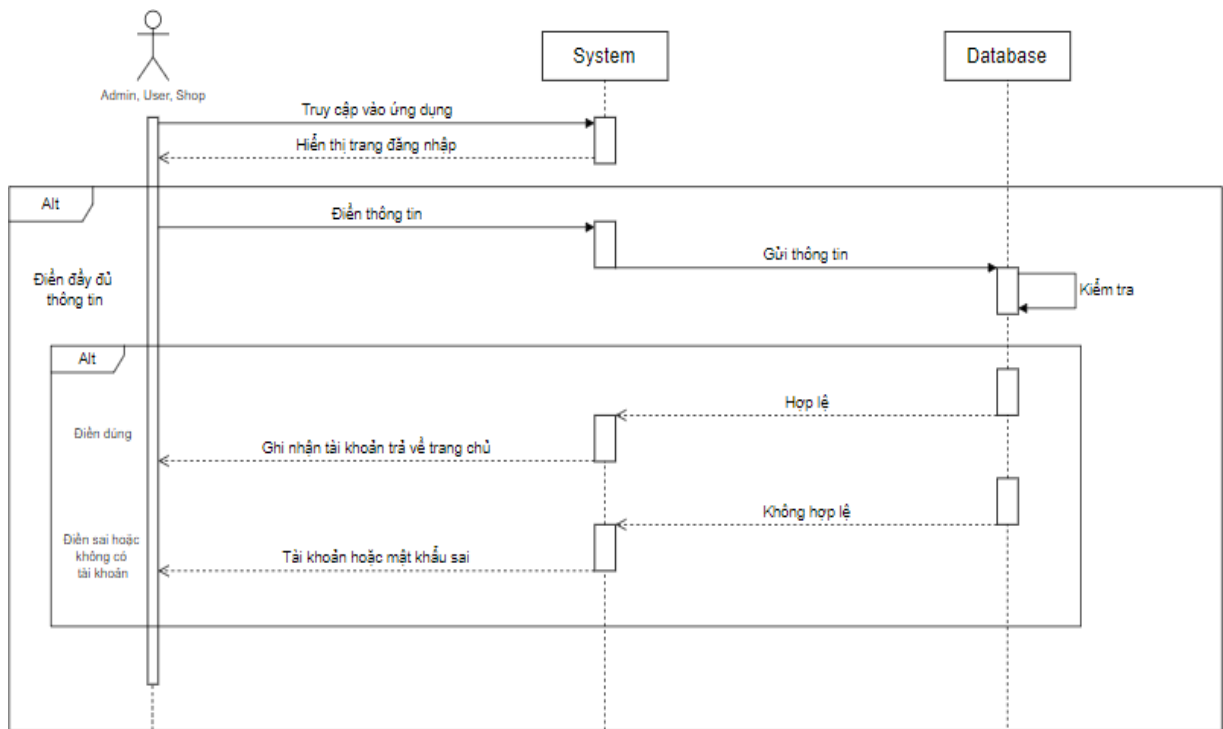 System
Database
Admin, User, Shop
Truy cập vào ứng dụng
Hiển thị trang đăng nhập
Alt
Điền thông tin
Gửi thông tin
Điền đầy đủ
thông tin
Kiểm tra
Alt
Hợp lệ
Điền dúng
Ghi nhận tài khoản trả về trang chủ
Không hợp lệ
Điền sai hoặc
không có
tài khoản
Tài khoản hoặc mật khẩu sai